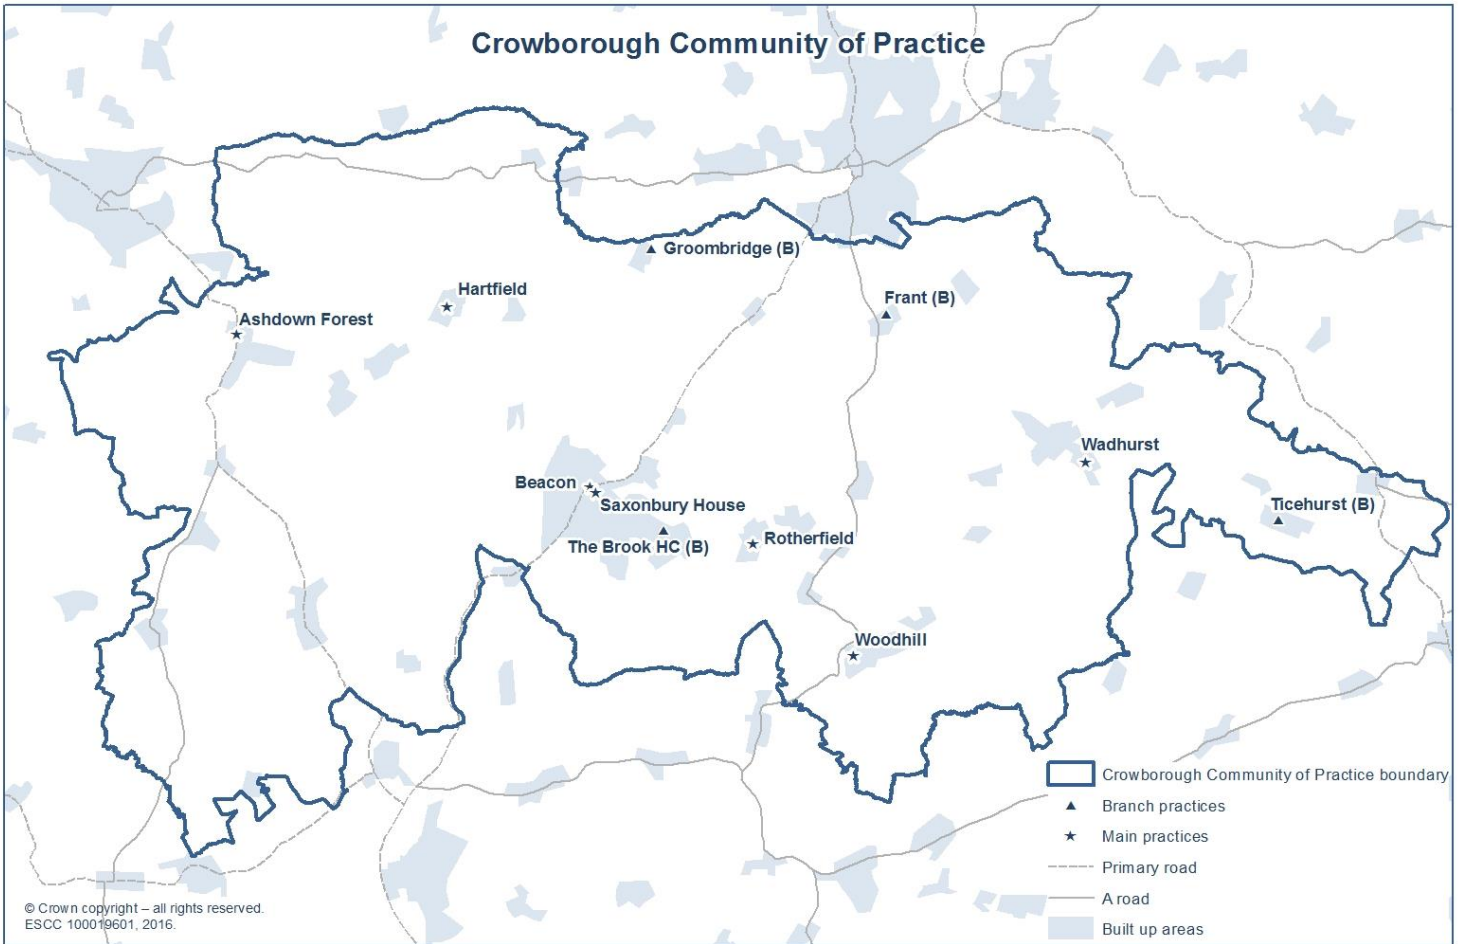 Crowborough Community of Practice
Groombridge (B)
Hartfield
Frant (B)
Ashdown Forest
Wadhurst
Beacon
Saxonbury House
Ticehurst (B)
The Brook HC (B)
Rotherfield
Woodhill
Crowborough Community of Practice boundary
Branch practices
Main practices
Primary road
A road
Built up areas
© Crown copyright – all rights reserved.
ESCC 100019601, 2016.